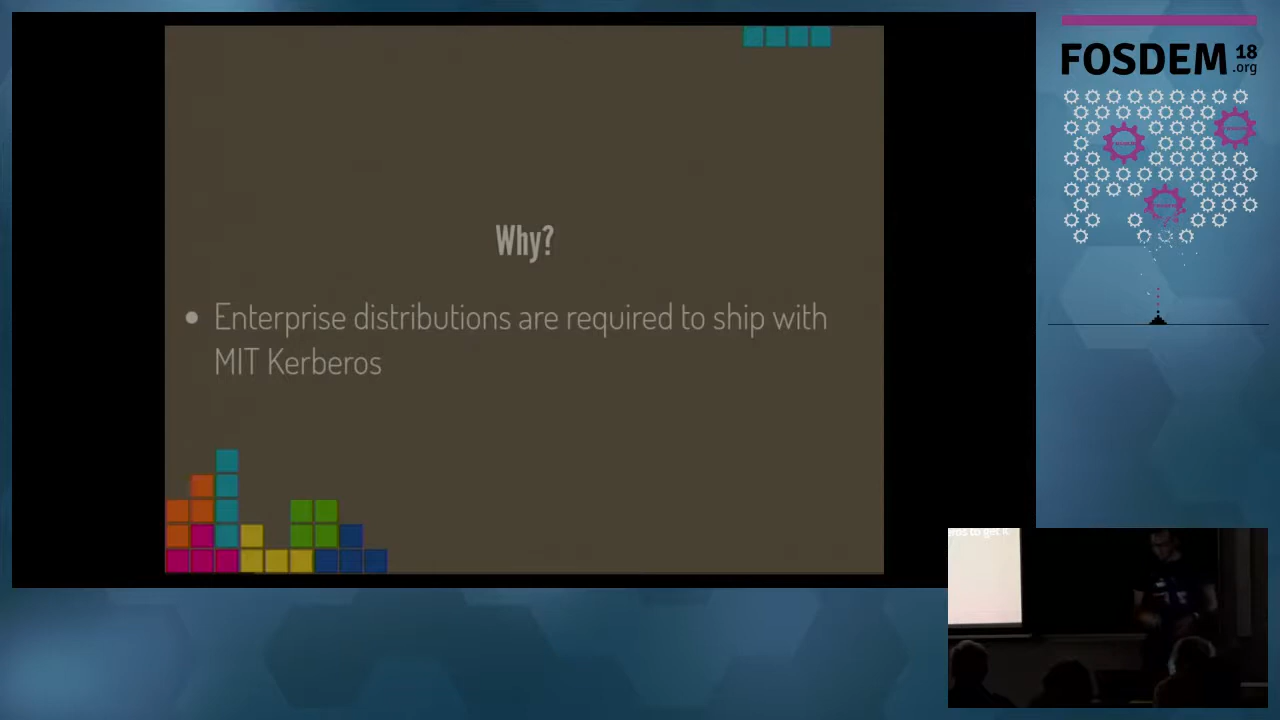 Why?
• Enterprise distributions are required to ship with
MIT Kerberos
FOSDEM 18
.org